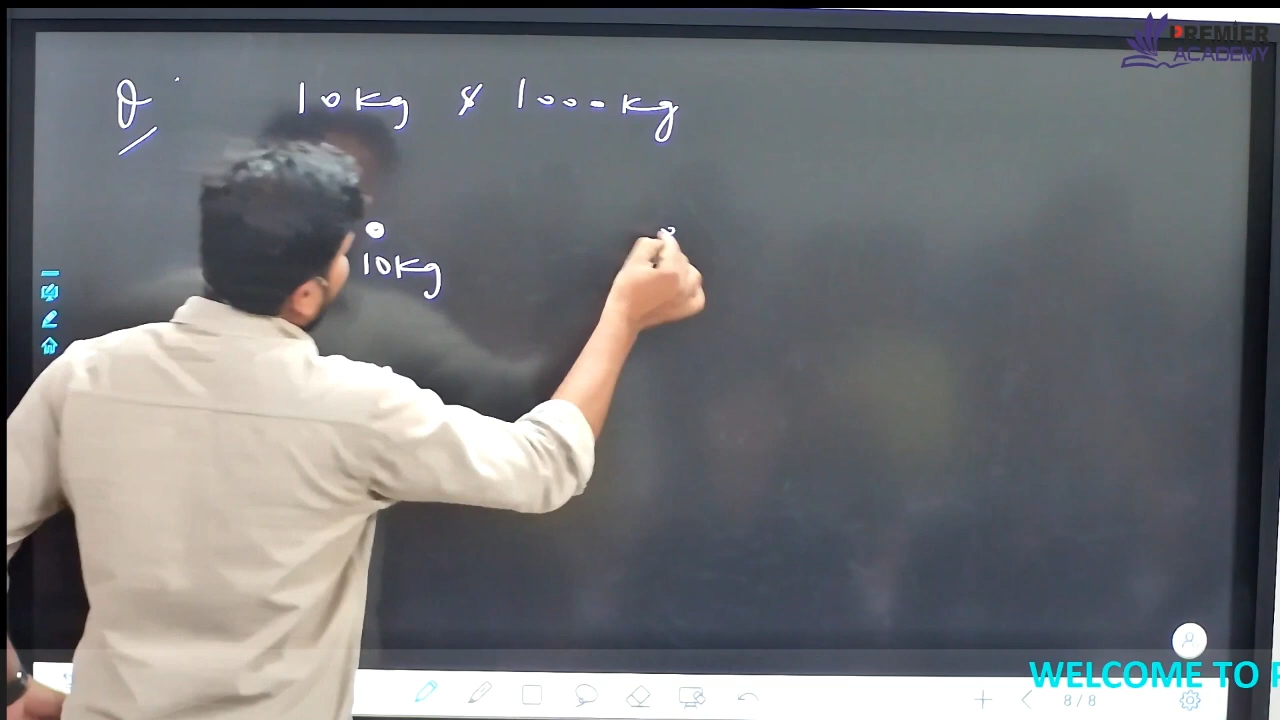 PREMIER
ACADEMY
Q 10kg & 1000kg
10kg
WELCOME TO
8/8